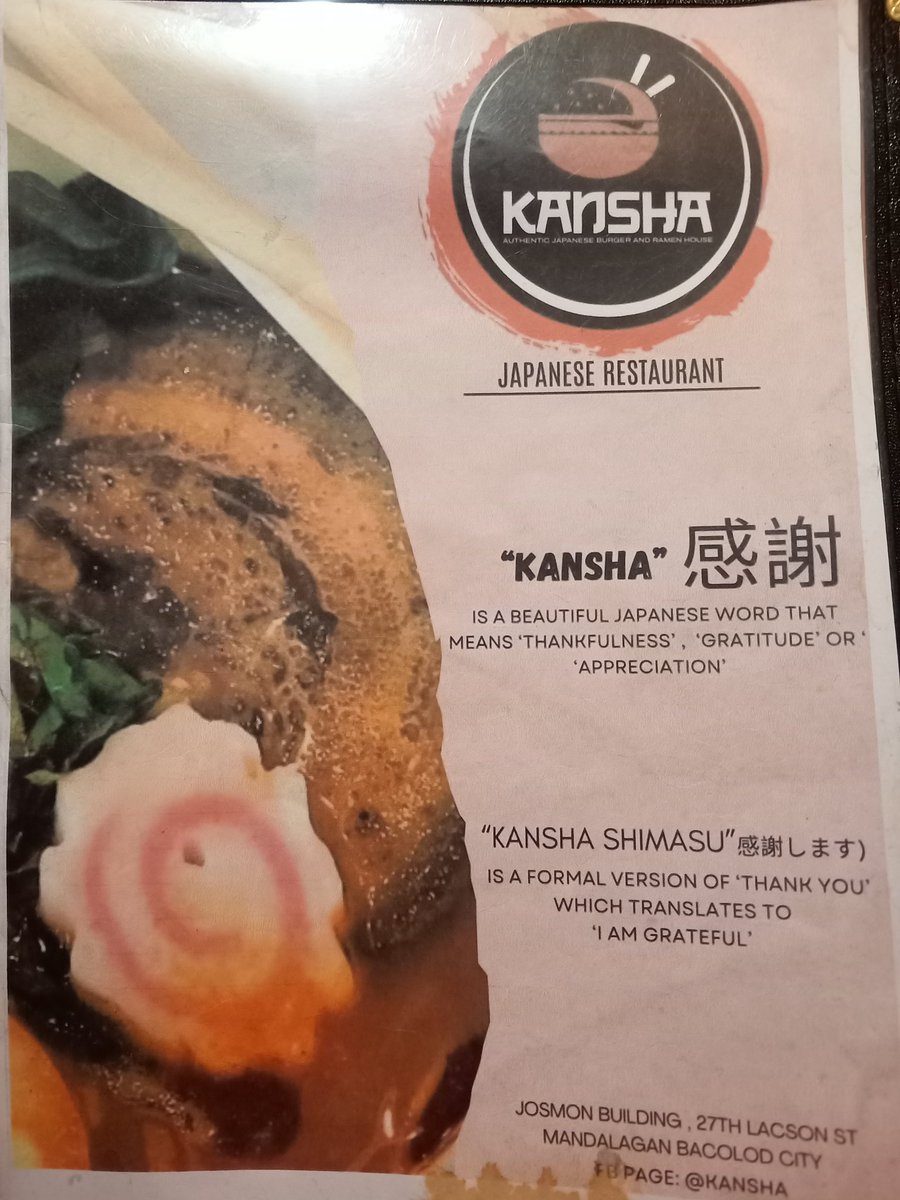 KANSHA
AUTHENTIC JAPANESE BURGER AND RAMEN HOUSE
JAPANESE RESTAURANT
“KANSHA” 感謝
IS A BEAUTIFUL JAPANESE WORD THAT
MEANS ‘THANKFULNESS’ , ‘GRATITUDE’ OR ‘
‘APPRECIATION’
“KANSHA SHIMASU”感謝します)
IS A FORMAL VERSION OF ‘THANK YOU’
WHICH TRANSLATES TO
‘I AM GRATEFUL’
JOSMON BUILDING , 27TH LACSON ST
MANDALAGAN BACOLOD CITY
FB PAGE: @KANSHA